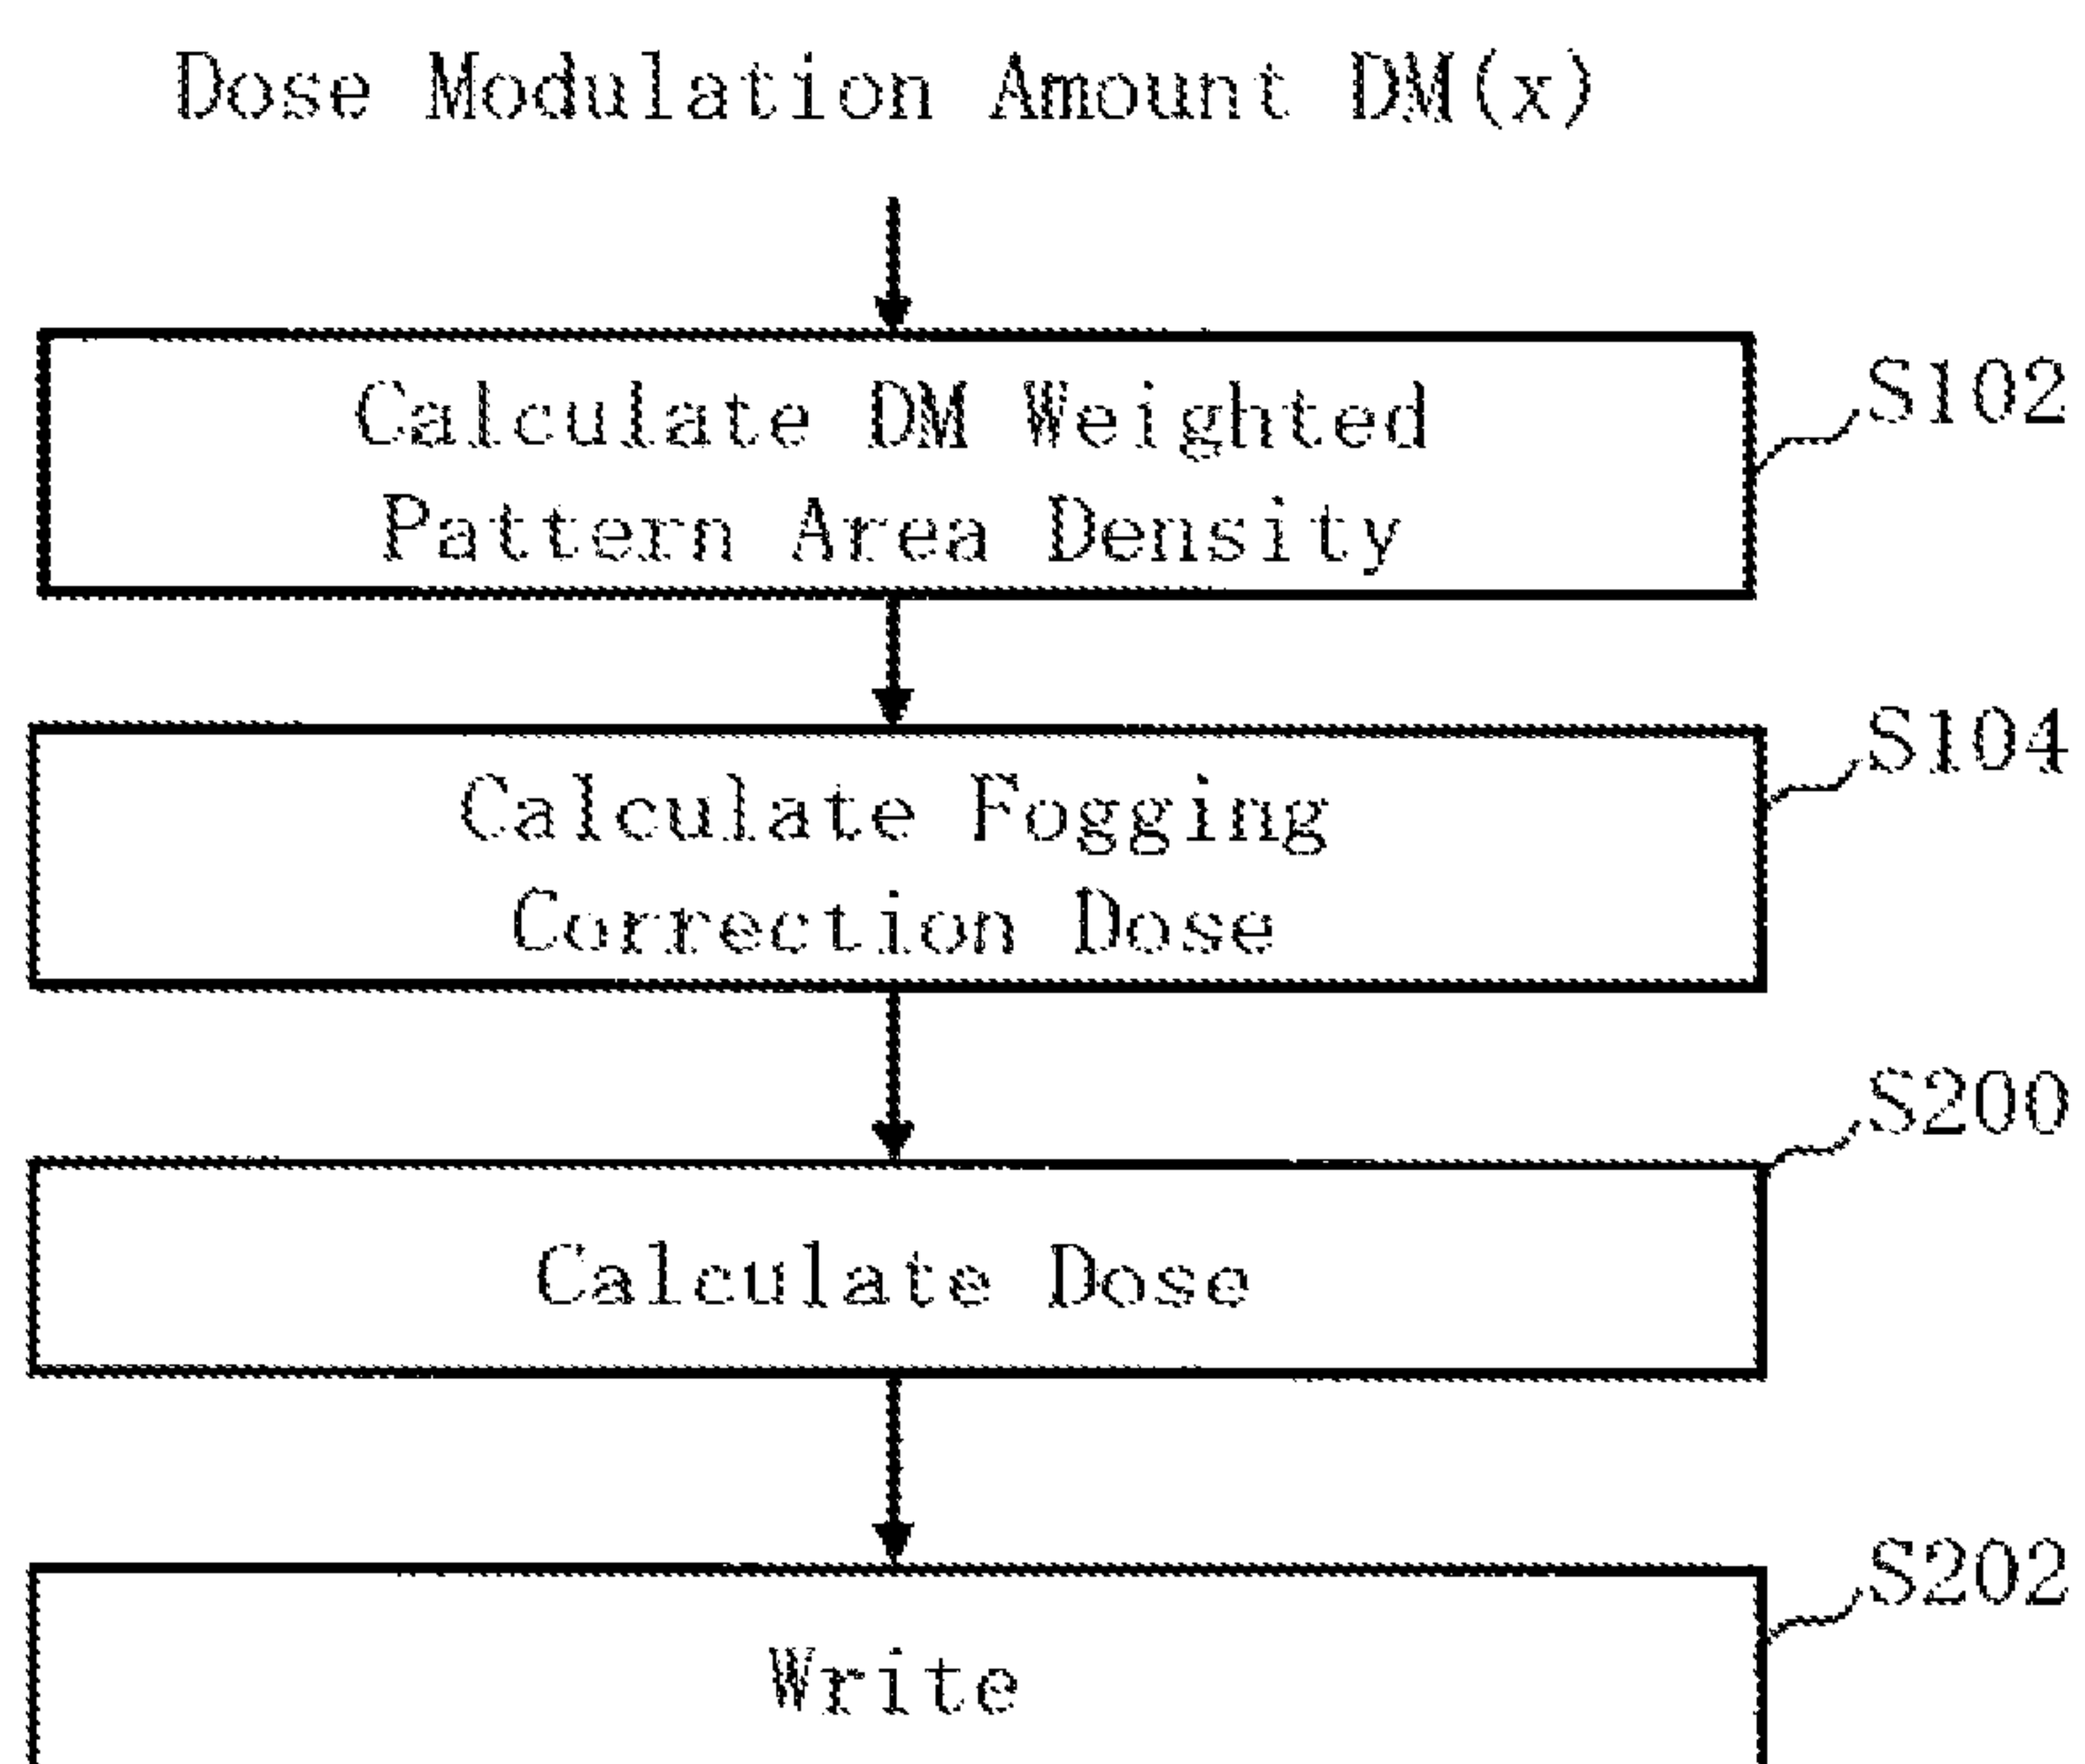 Dose Modulation Amount DM(x)
Calculate DM Weighted
Pattern Area Density
S102
Calculate Fogging
Correction Dose
S104
Calculate Dose
S200
Write
S202